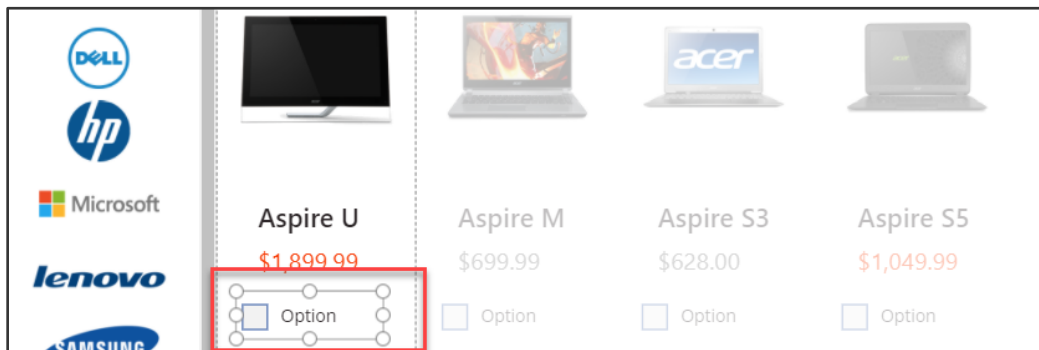 DELL
hp
Microsoft
lenovo
SAMSUNG
acer
Aspire U
Aspire M
Aspire S3
Aspire S5
$1,899.99
$699.99
$628.00
$1,049.99
Option
Option
Option
Option